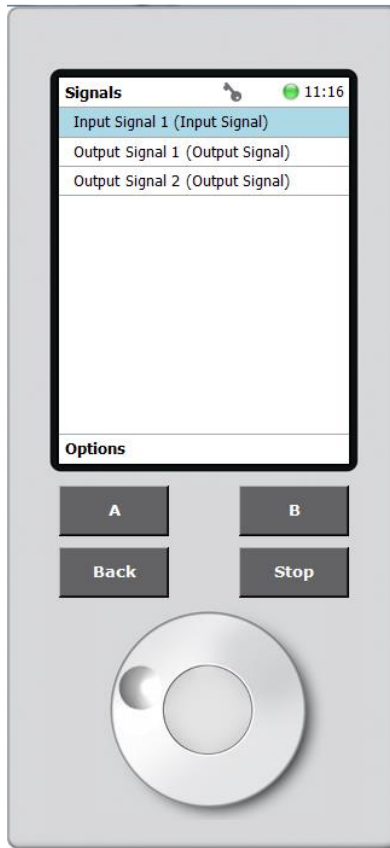 Signals 11:16
Input Signal 1 (Input Signal)
Output Signal 1 (Output Signal)
Output Signal 2 (Output Signal)
Options
A B
Back Stop